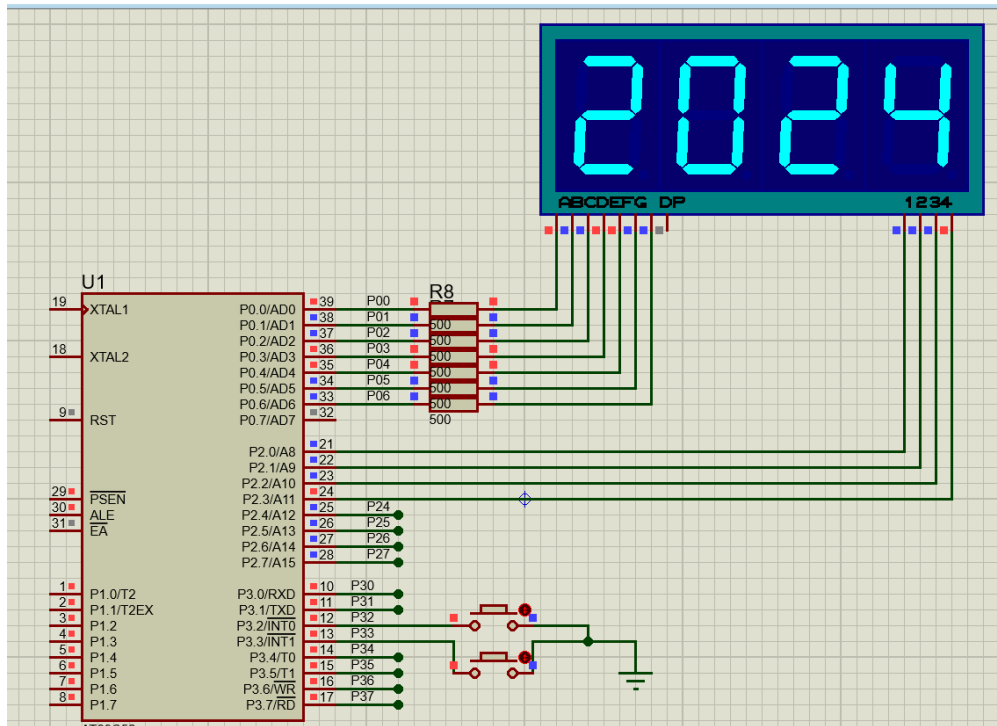 2024
ABCDEFG DP
1234
U1
R8
19 XTAL1
18 XTAL2
9 RST
29 PSEN
30 ALE
31 EA
1 P1.0/T2
2 P1.1/T2EX
3 P1.2
4 P1.3
5 P1.4
6 P1.5
7 P1.6
8 P1.7
P0.0/AD0 39 P00
P0.1/AD1 38 P01 500
P0.2/AD2 37 P02 500
P0.3/AD3 36 P03 500
P0.4/AD4 35 P04 500
P0.5/AD5 34 P05 500
P0.6/AD6 33 P06 500
P0.7/AD7 32 500
P2.0/A8 21
P2.1/A9 22
P2.2/A10 23
P2.3/A11 24
P2.4/A12 25 P24
P2.5/A13 26 P25
P2.6/A14 27 P26
P2.7/A15 28 P27
P3.0/RXD 10 P30
P3.1/TXD 11 P31
P3.2/INT0 12 P32
P3.3/INT1 13 P33
P3.4/T0 14 P34
P3.5/T1 15 P35
P3.6/WR 16 P36
P3.7/RD 17 P37